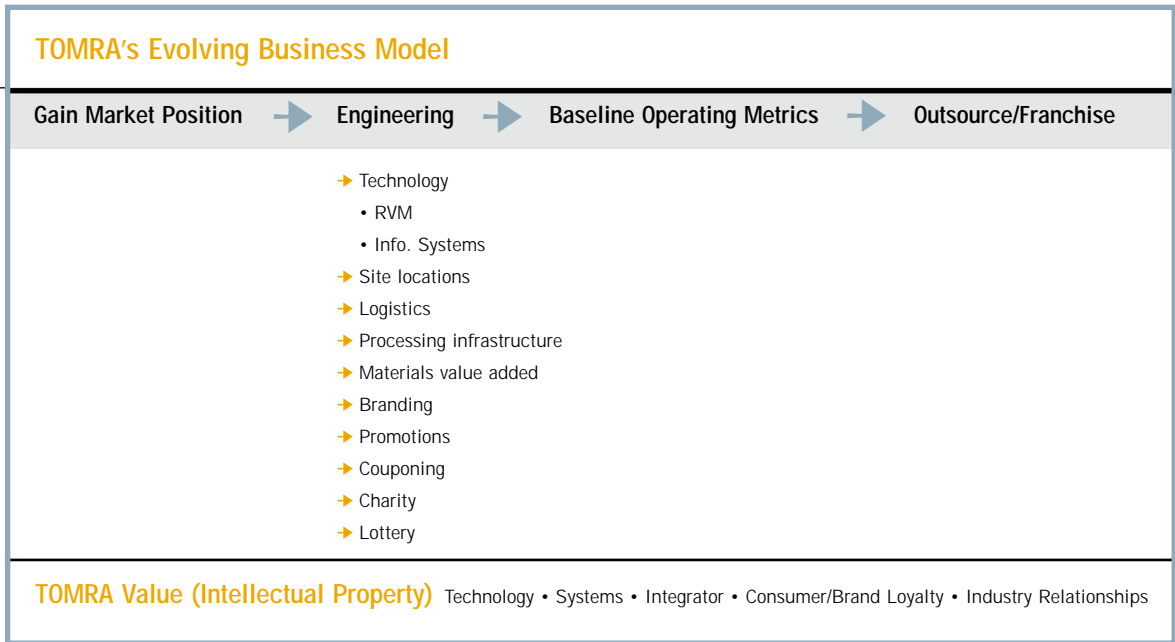 TOMRA's Evolving Business Model
Gain Market Position Engineering Baseline Operating Metrics Outsource/Franchise
Technology
• RVM
• Info. Systems
Site locations
Logistics
Processing infrastructure
Materials value added
Branding
Promotions
Couponing
Charity
Lottery
TOMRA Value (Intellectual Property) Technology • Systems • Integrator • Consumer/Brand Loyalty • Industry Relationships